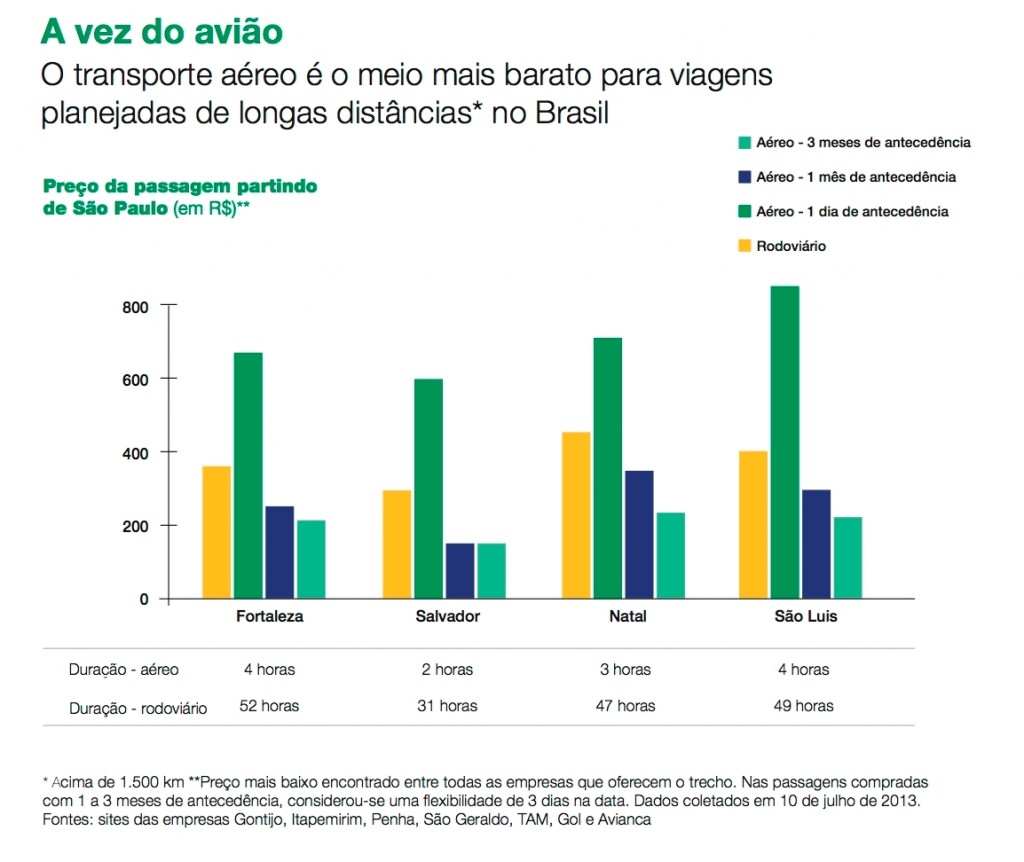 A vez do avião
O transporte aéreo é o meio mais barato para viagens
planejadas de longas distâncias* no Brasil
Aéreo - 3 meses de antecedência
Aéreo - 1 mês de antecedência
Aéreo - 1 dia de antecedência
Rodoviário
Preço da passagem partindo
de São Paulo (em R$)**
800
600
400
200
0
Fortaleza Salvador Natal São Luis
Duração - aéreo 4 horas 2 horas 3 horas 4 horas
Duração - rodoviário 52 horas 31 horas 47 horas 49 horas
* Acima de 1.500 km **Preço mais baixo encontrado entre todas as empresas que oferecem o trecho. Nas passagens compradas
com 1 a 3 meses de antecedência, considerou-se uma flexibilidade de 3 dias na data. Dados coletados em 10 de julho de 2013.
Fontes: sites das empresas Gontijo, Itapemirim, Penha, São Geraldo, TAM, Gol e Avianca